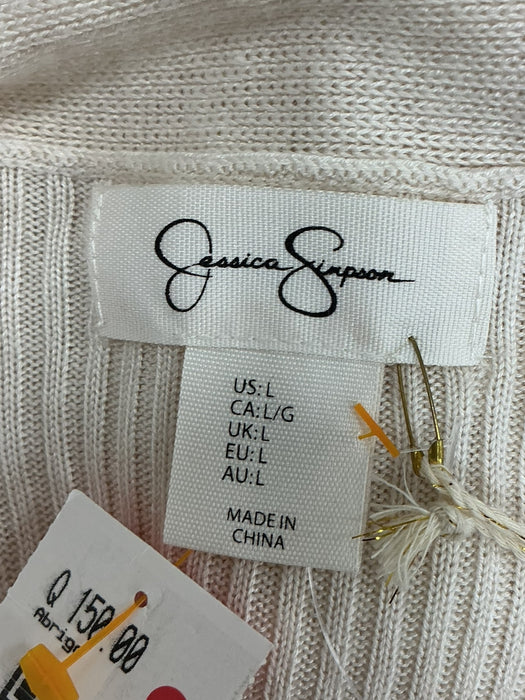 Jessica Simpson
US: L
CA: L/G
UK: L
EU: L
AU: L
MADE IN
CHINA
Q 150.00